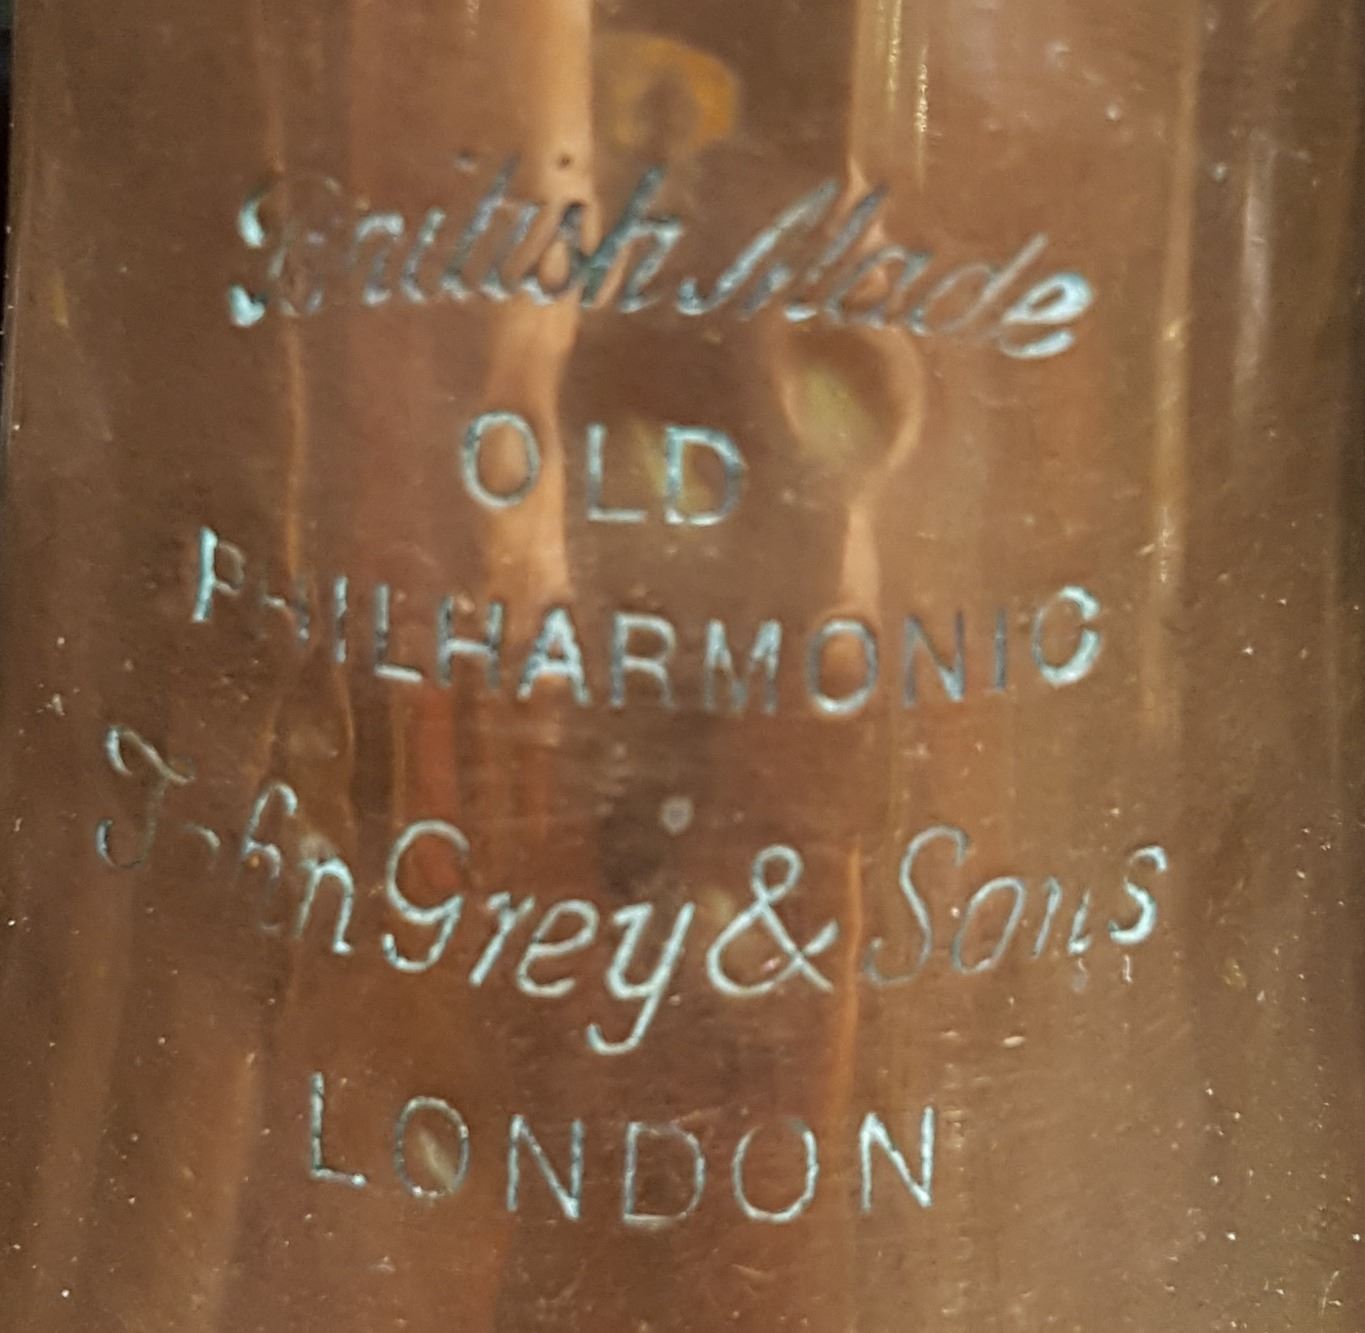 British Made
OLD
PHILHARMONIC
John Grey & Sons
LONDON